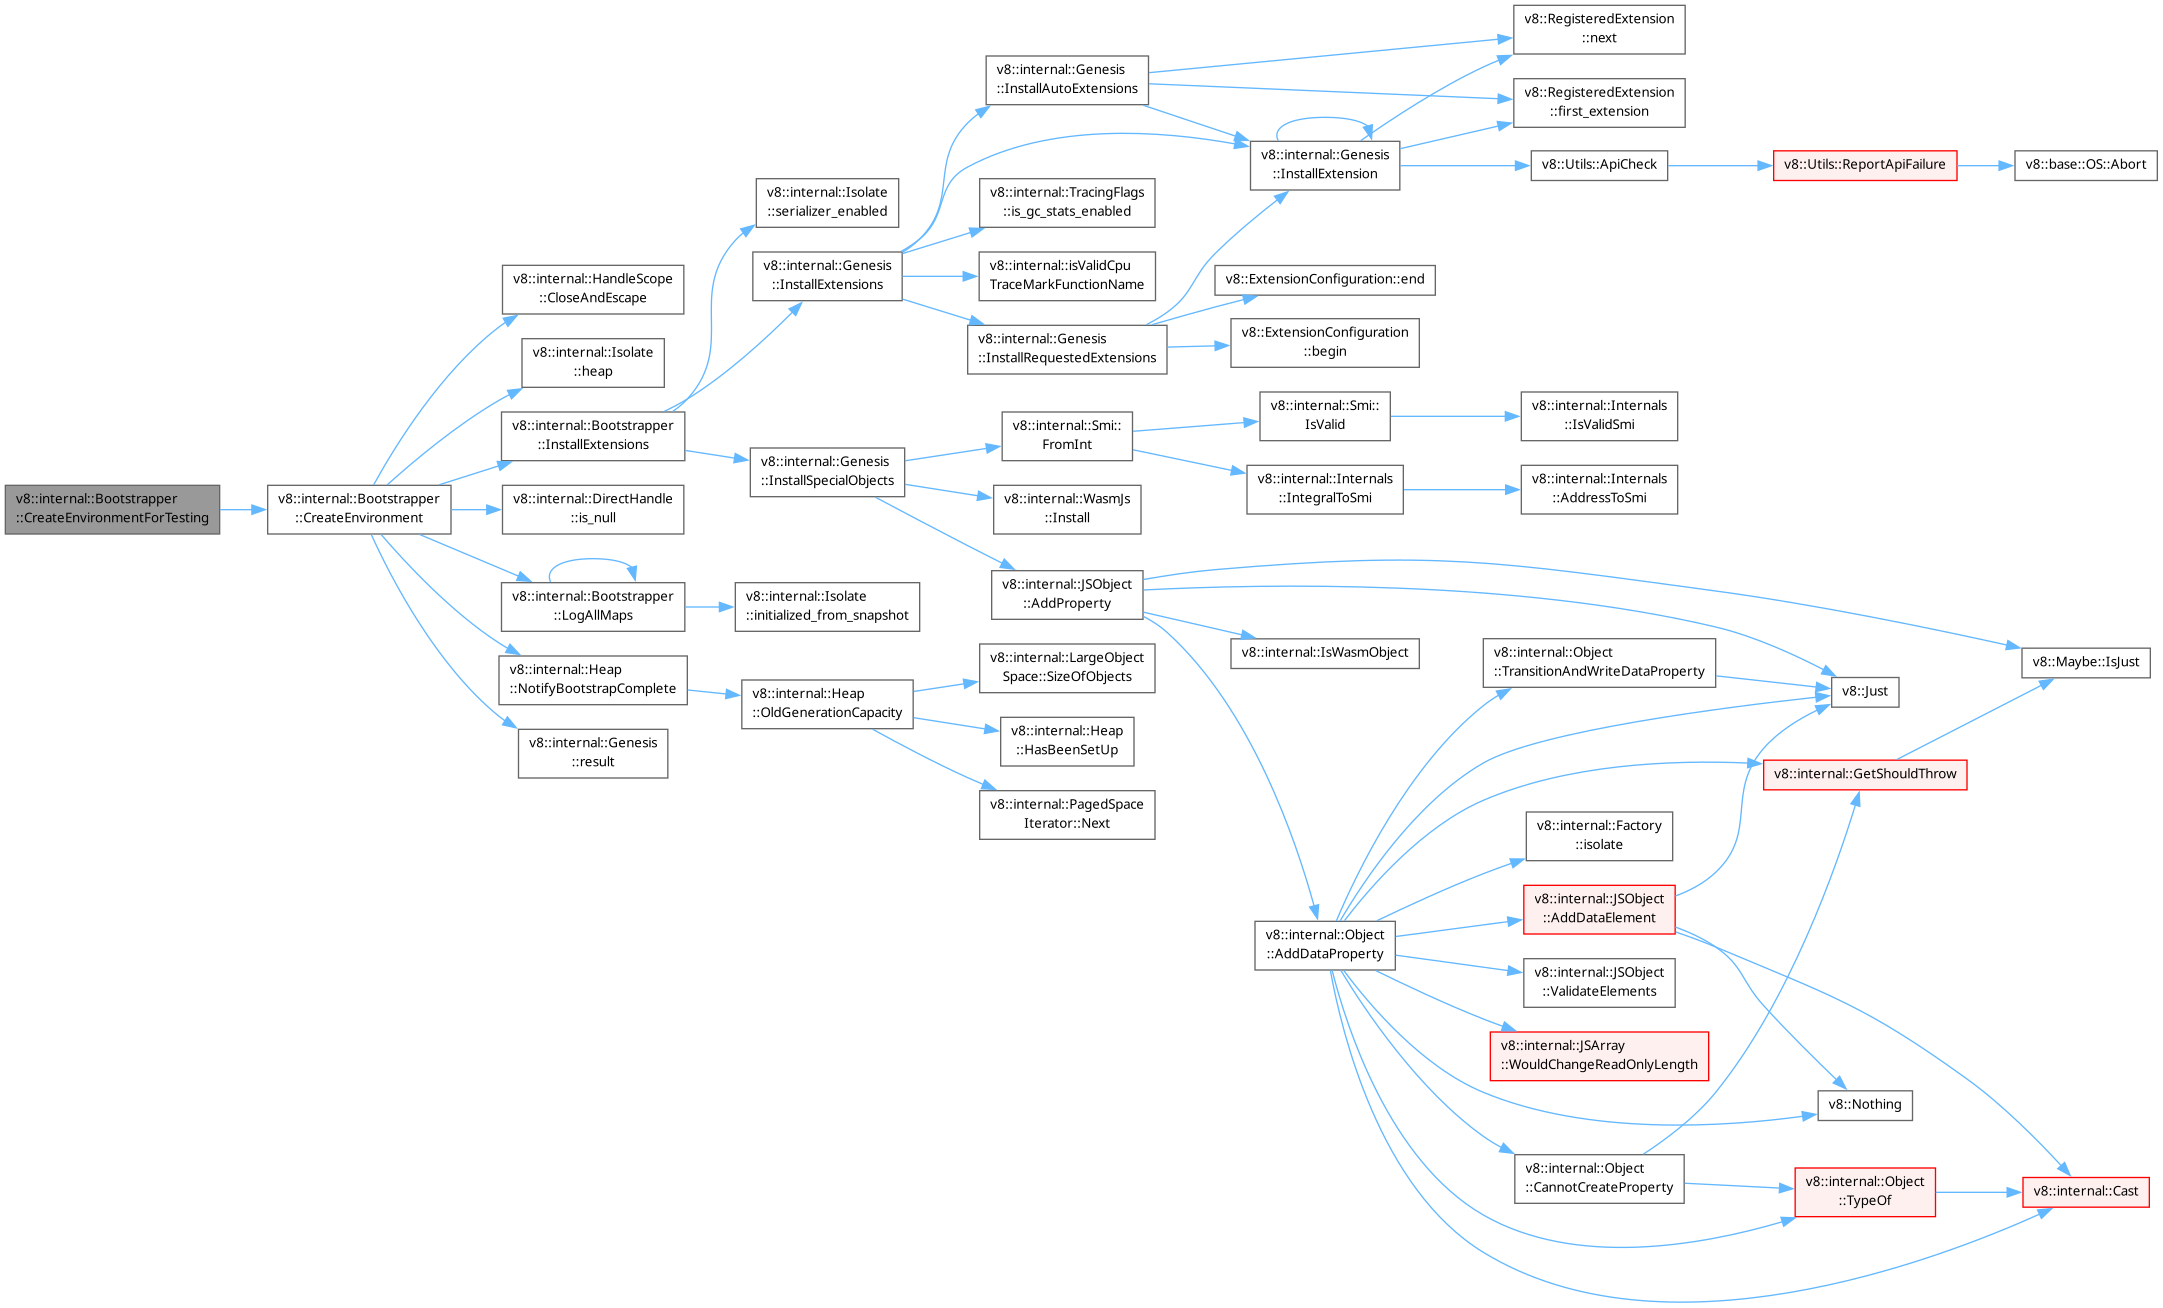 v8::internal::Bootstrapper
::CreateEnvironmentForTesting
v8::internal::Bootstrapper
::CreateEnvironment
v8::internal::HandleScope
::CloseAndEscape
v8::internal::Isolate
::heap
v8::internal::Bootstrapper
::InstallExtensions
v8::internal::DirectHandle
::is_null
v8::internal::Bootstrapper
::LogAllMaps
v8::internal::Heap
::NotifyBootstrapComplete
v8::internal::Genesis
::result
v8::internal::Isolate
::serializer_enabled
v8::internal::Genesis
::InstallExtensions
v8::internal::Genesis
::InstallSpecialObjects
v8::internal::Isolate
::initialized_from_snapshot
v8::internal::Heap
::OldGenerationCapacity
v8::internal::Genesis
::InstallAutoExtensions
v8::internal::TracingFlags
::is_gc_stats_enabled
v8::internal::isValidCpu
TraceMarkFunctionName
v8::internal::Genesis
::InstallRequestedExtensions
v8::internal::Smi::
FromInt
v8::internal::WasmJs
::Install
v8::internal::JSObject
::AddProperty
v8::internal::LargeObject
Space::SizeOfObjects
v8::internal::Heap
::HasBeenSetUp
v8::internal::PagedSpace
Iterator::Next
v8::internal::Genesis
::InstallExtension
v8::ExtensionConfiguration::end
v8::ExtensionConfiguration
::begin
v8::internal::Smi::
IsValid
v8::internal::Internals
::IntegralToSmi
v8::internal::IsWasmObject
v8::internal::Object
::AddDataProperty
v8::RegisteredExtension
::next
v8::RegisteredExtension
::first_extension
v8::Utils::ApiCheck
v8::internal::Internals
::IsValidSmi
v8::internal::Internals
::AddressToSmi
v8::internal::Object
::TransitionAndWriteDataProperty
v8::internal::Factory
::isolate
v8::internal::JSObject
::AddDataElement
v8::internal::JSObject
::ValidateElements
v8::internal::JSArray
::WouldChangeReadOnlyLength
v8::internal::Object
::CannotCreateProperty
v8::Utils::ReportApiFailure
v8::Just
v8::internal::GetShouldThrow
v8::Nothing
v8::internal::Object
::TypeOf
v8::base::OS::Abort
v8::Maybe::IsJust
v8::internal::Cast